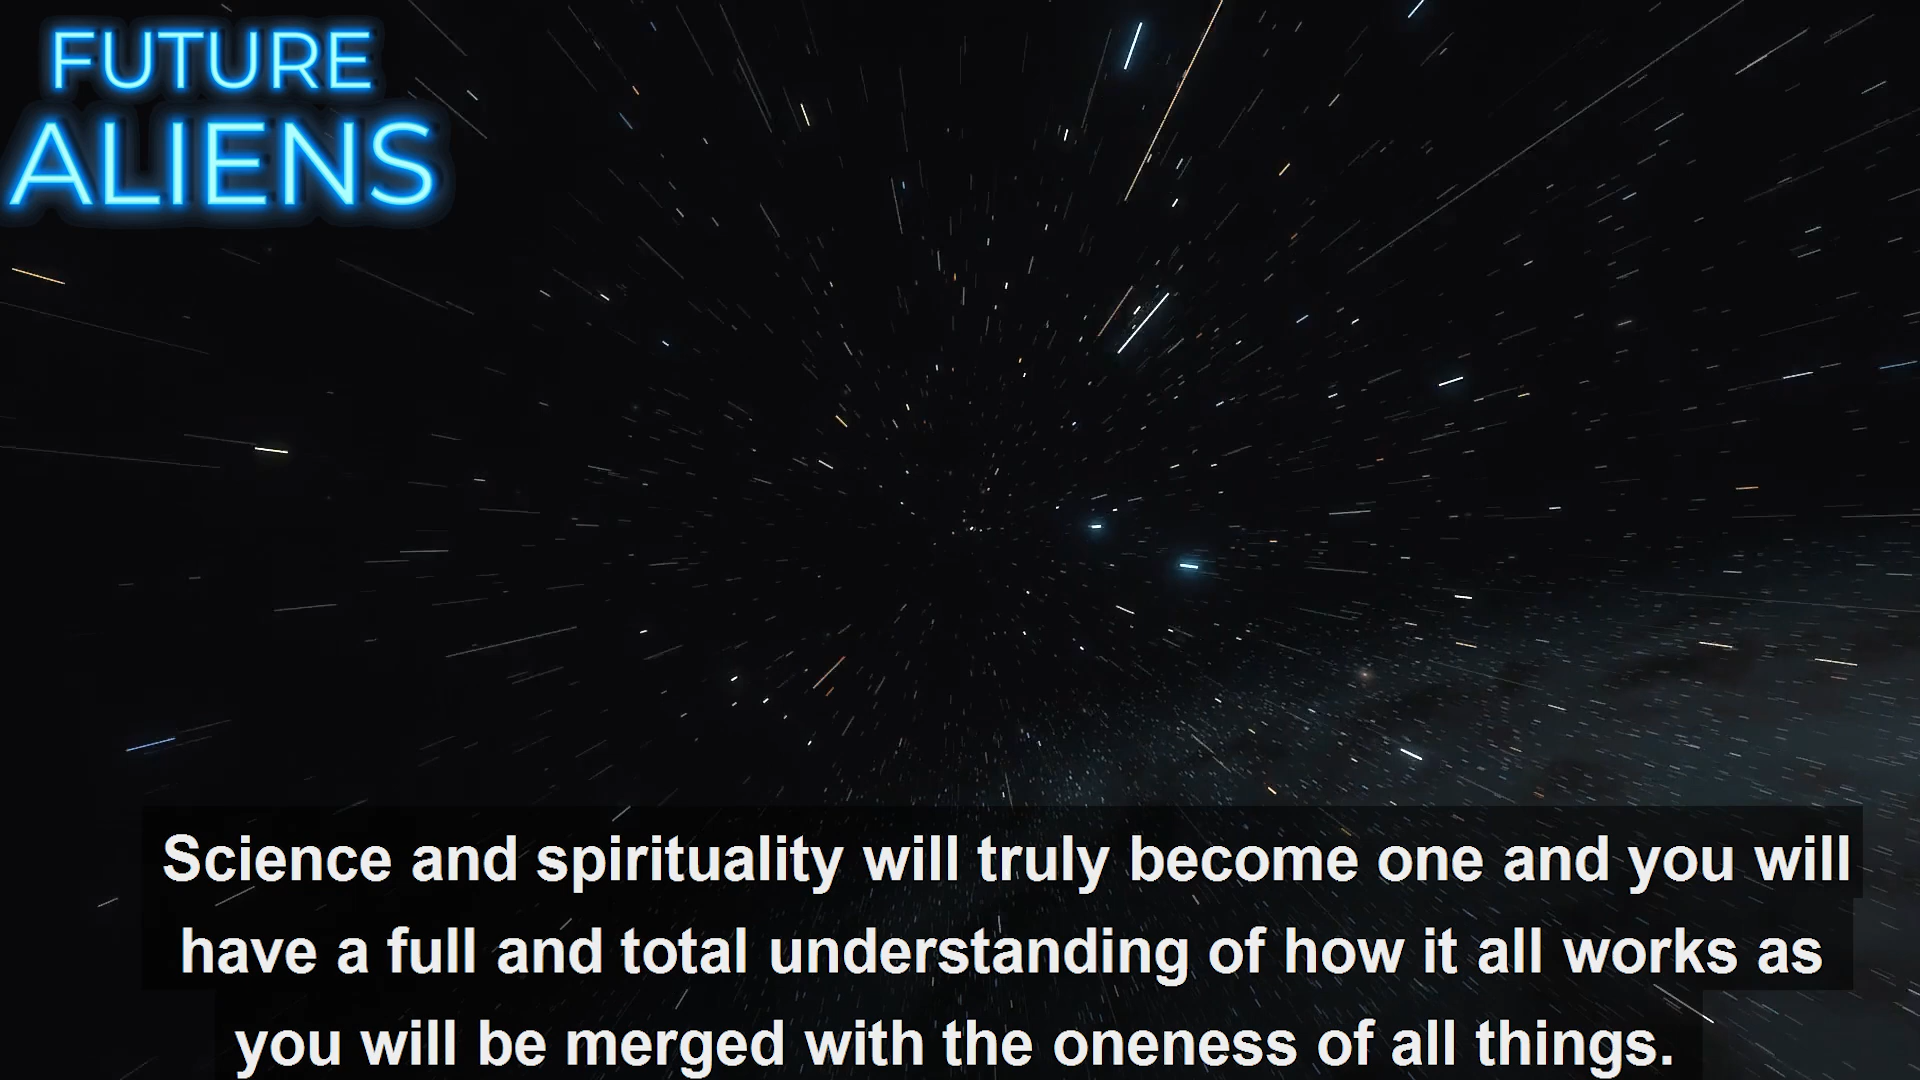 FUTURE
ALIENS
Science and spirituality will truly become one and you will
have a full and total understanding of how it all works as
you will be merged with the oneness of all things.